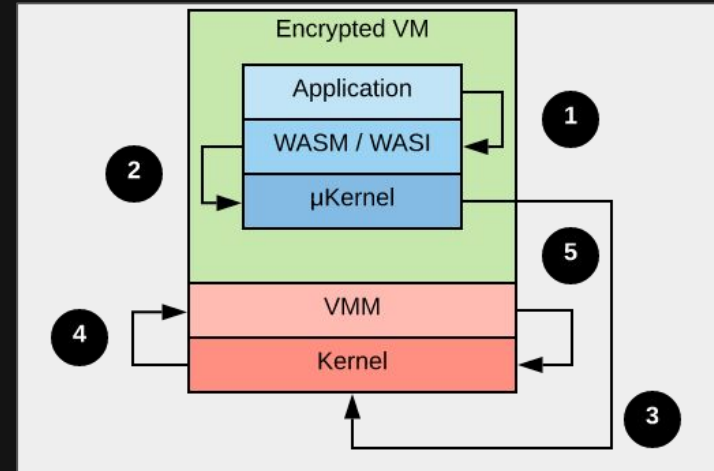 Encrypted VM
Application
1
WASM / WASI
2
μKernel
5
VMM
4
Kernel
3